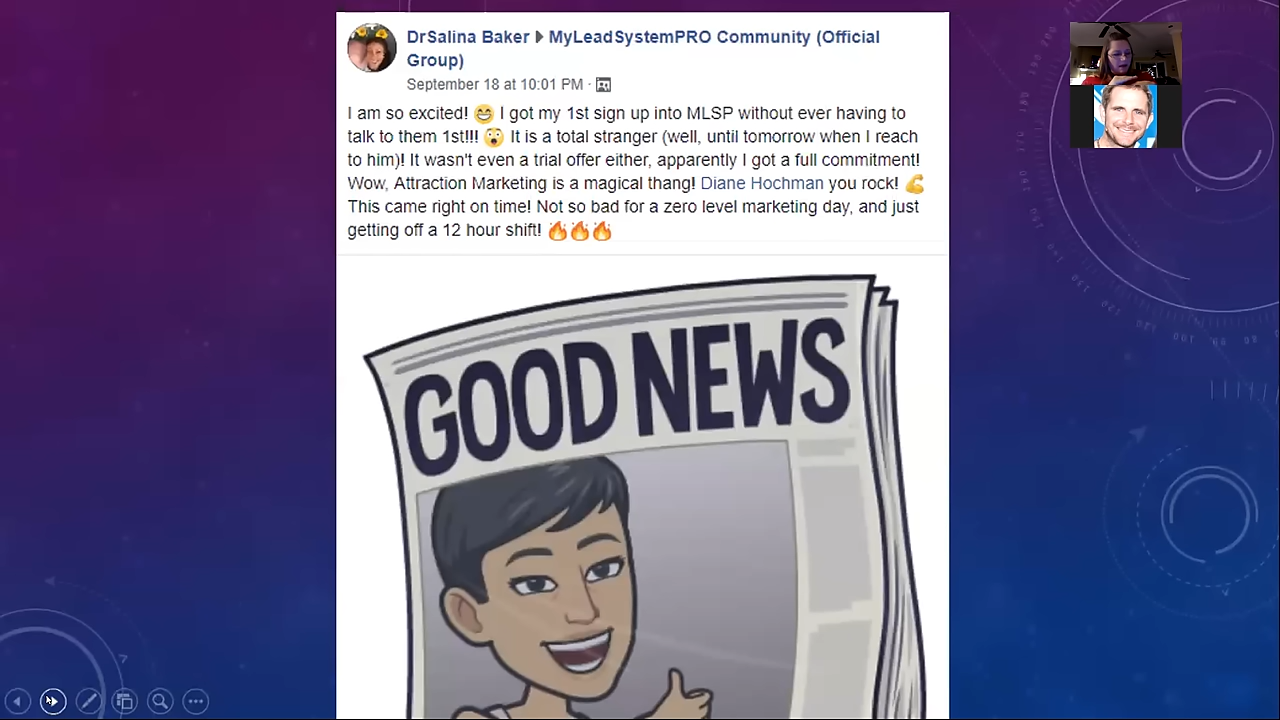 DrSalina Baker ▸ MyLeadSystemPRO Community (Official
Group)
September 18 at 10:01 PM ·
I am so excited! 😁 I got my 1st sign up into MLSP without ever having to
talk to them 1st!!! 😲 It is a total stranger (well, until tomorrow when I reach
to him)! It wasn't even a trial offer either, apparently I got a full commitment!
Wow, Attraction Marketing is a magical thang! Diane Hochman you rock! 💪
This came right on time! Not so bad for a zero level marketing day, and just
getting off a 12 hour shift! 🔥🔥🔥
GOOD NEWS